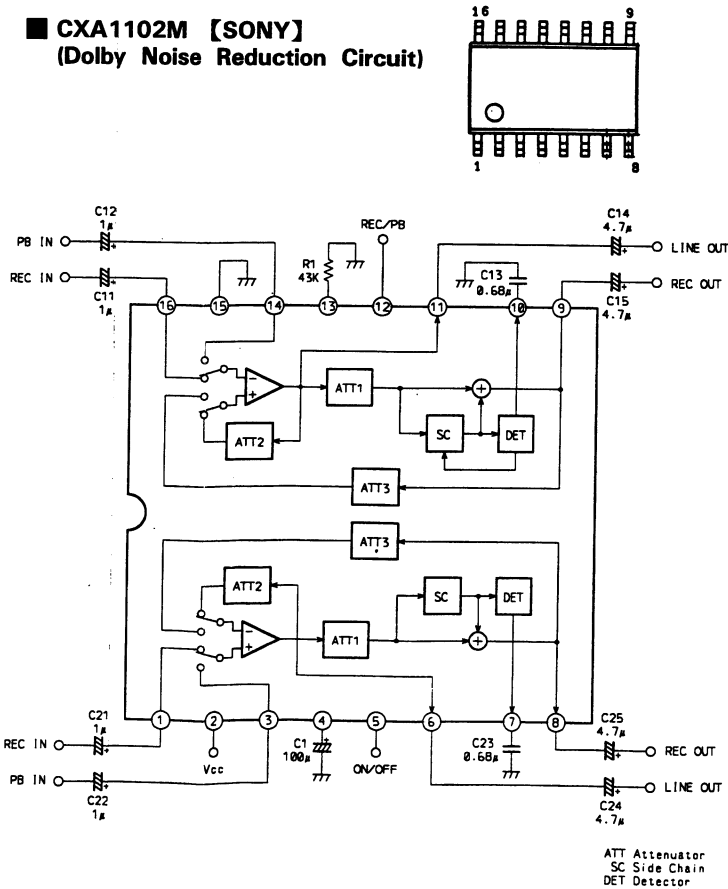 ■ CXA1102M 【SONY】
(Dolby Noise Reduction Circuit)
16 9
1 8
C12
1μ
PB IN
REC IN
C11
1μ
R1
43K
REC/PB
C13
0.68μ
C14
4.7μ
LINE OUT
REC OUT
C15
4.7μ
16 15 14 13 12 11 10 9
ATT1
ATT2
SC
DET
ATT3
ATT3
ATT2
ATT1
SC
DET
1 2 3 4 5 6 7 8
C21
1μ
REC IN
PB IN
C22
1μ
Vcc
C1
100μ
ON/OFF
C23
0.68μ
C25
4.7μ
REC OUT
LINE OUT
C24
4.7μ
ATT Attenuator
SC Side Chain
DET Detector